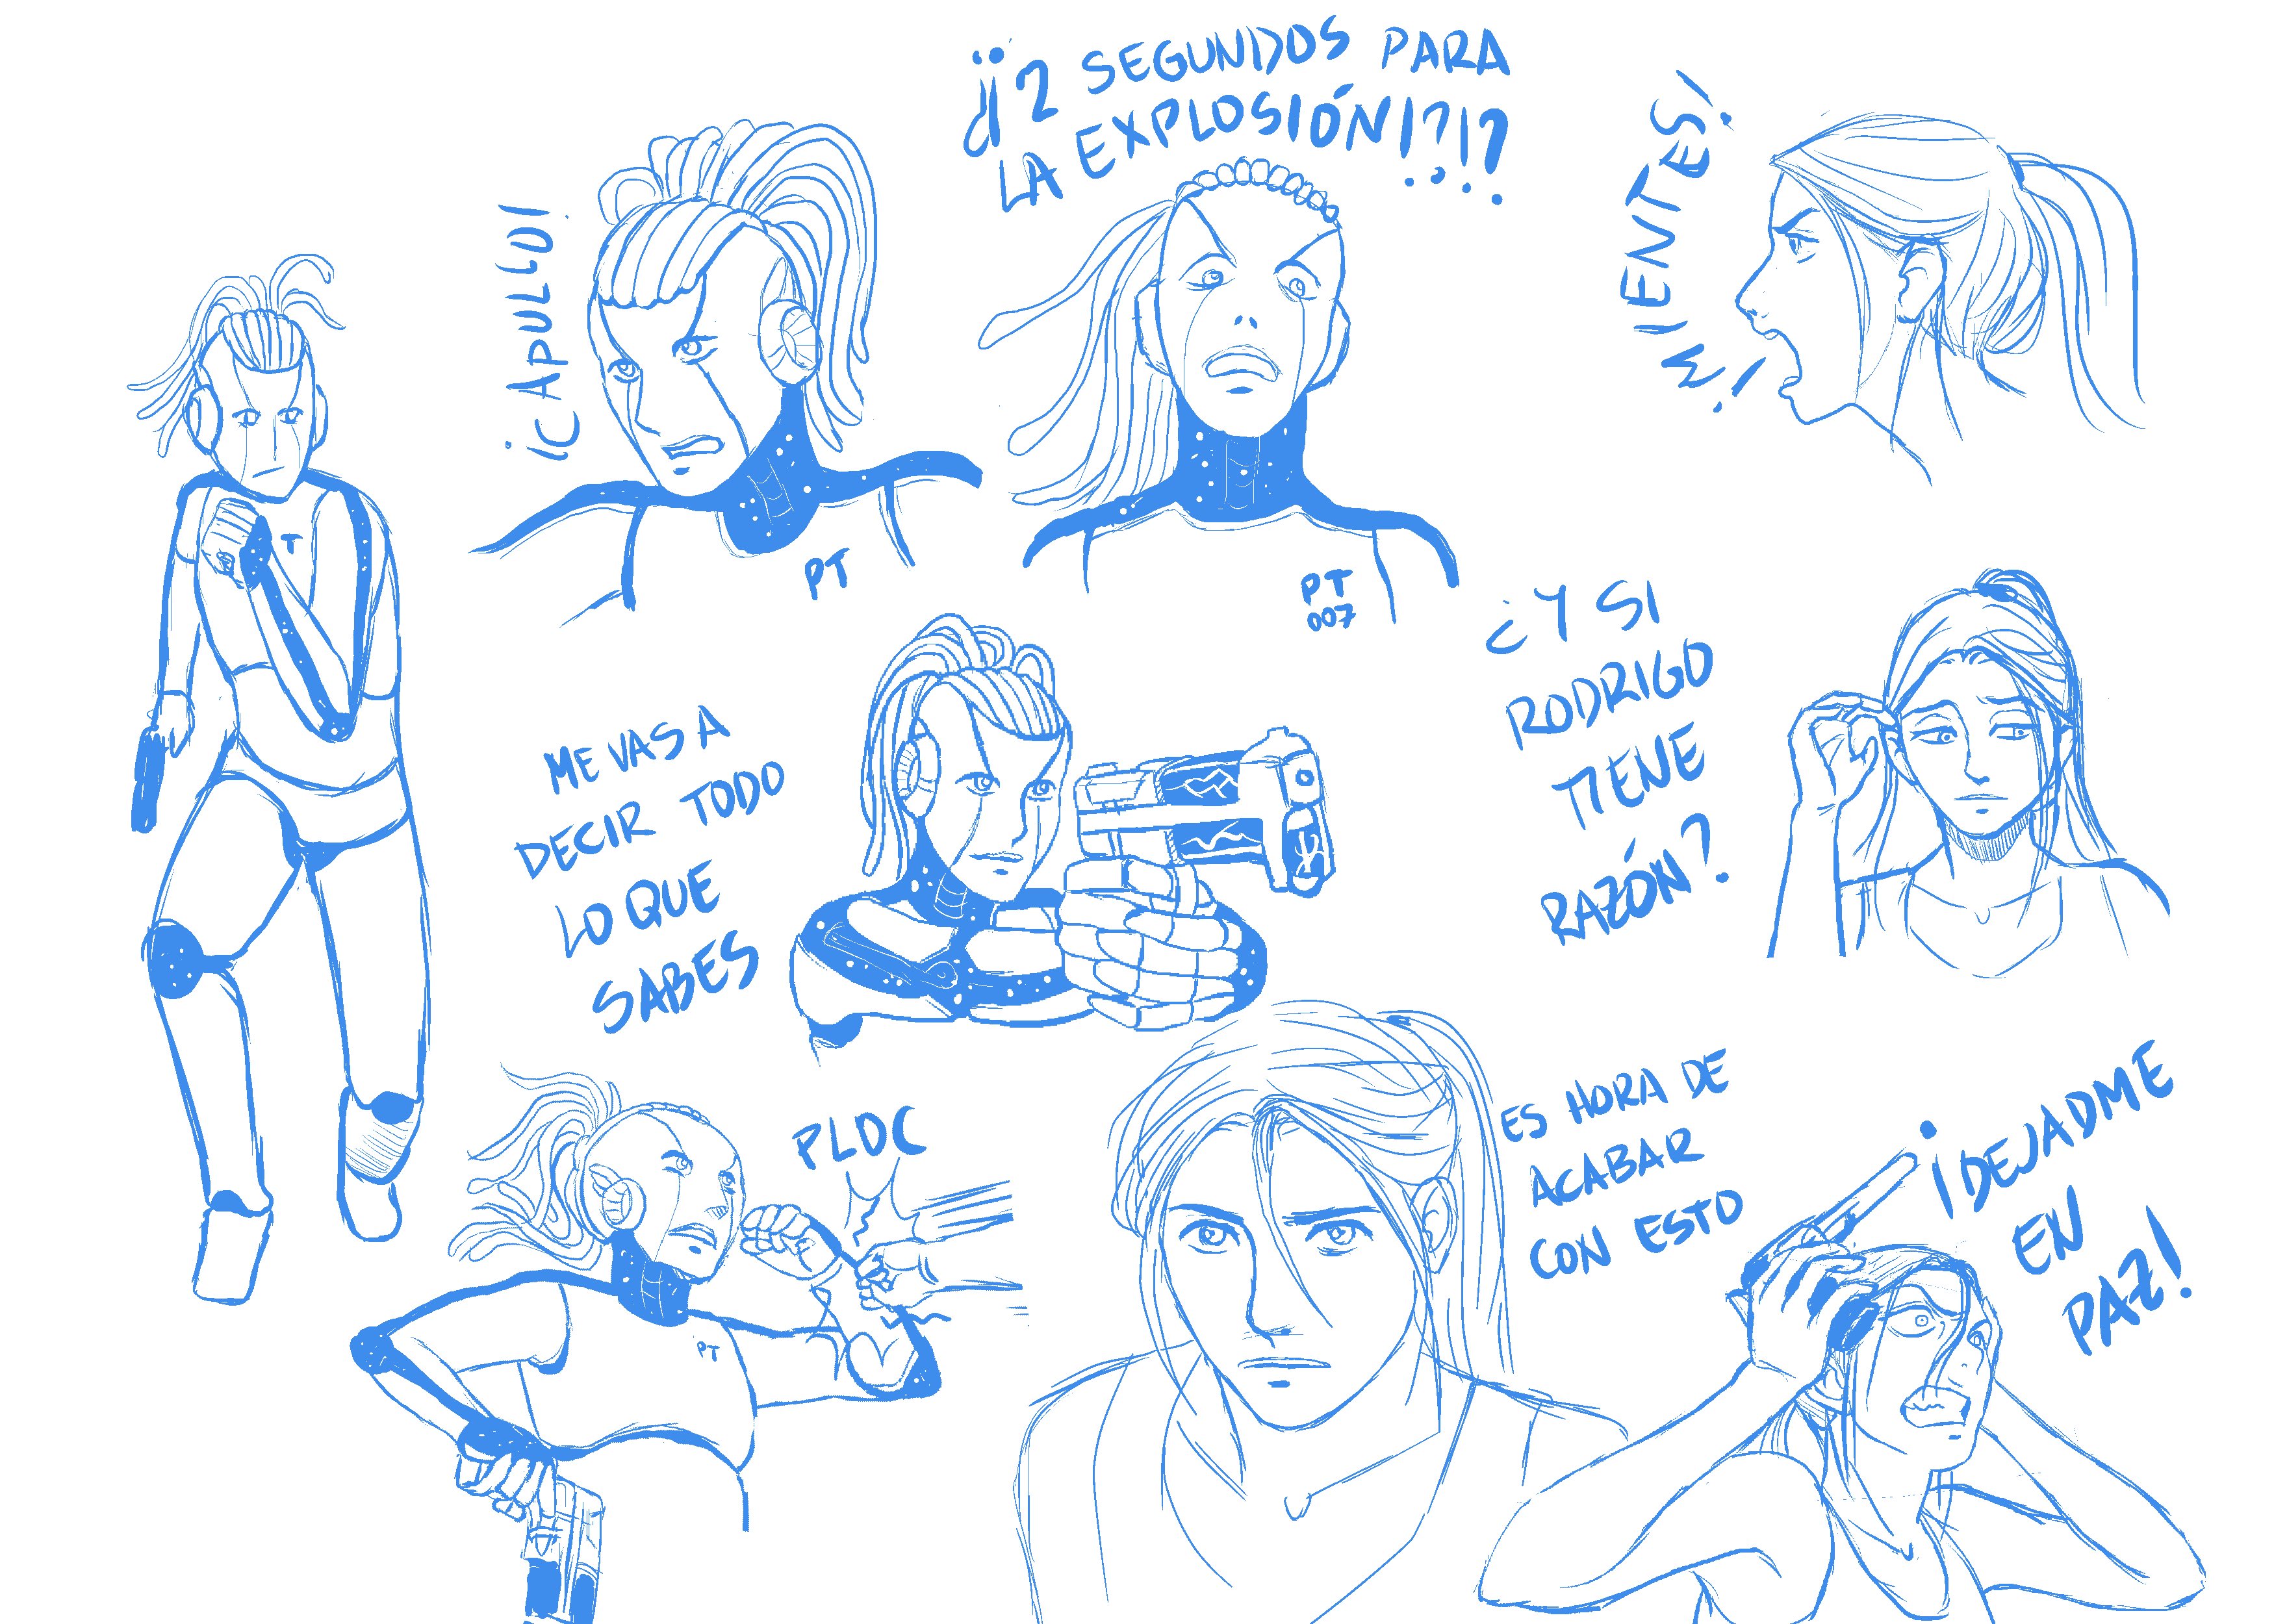 ¡¡2 SEGUNDOS PARA
LA EXPLOSIÓN!?!?
¡CAPULLO!
¡MIENTES!
T
PT
PT
007
¿Y SI
RODRIGO
TIENE
RAZÓN?
ME VAS A
DECIR TODO
LO QUE
SABES
PLOC
PT
ES HORA DE
ACABAR
CON ESTO
¡DEJADME
EN
PAZ!